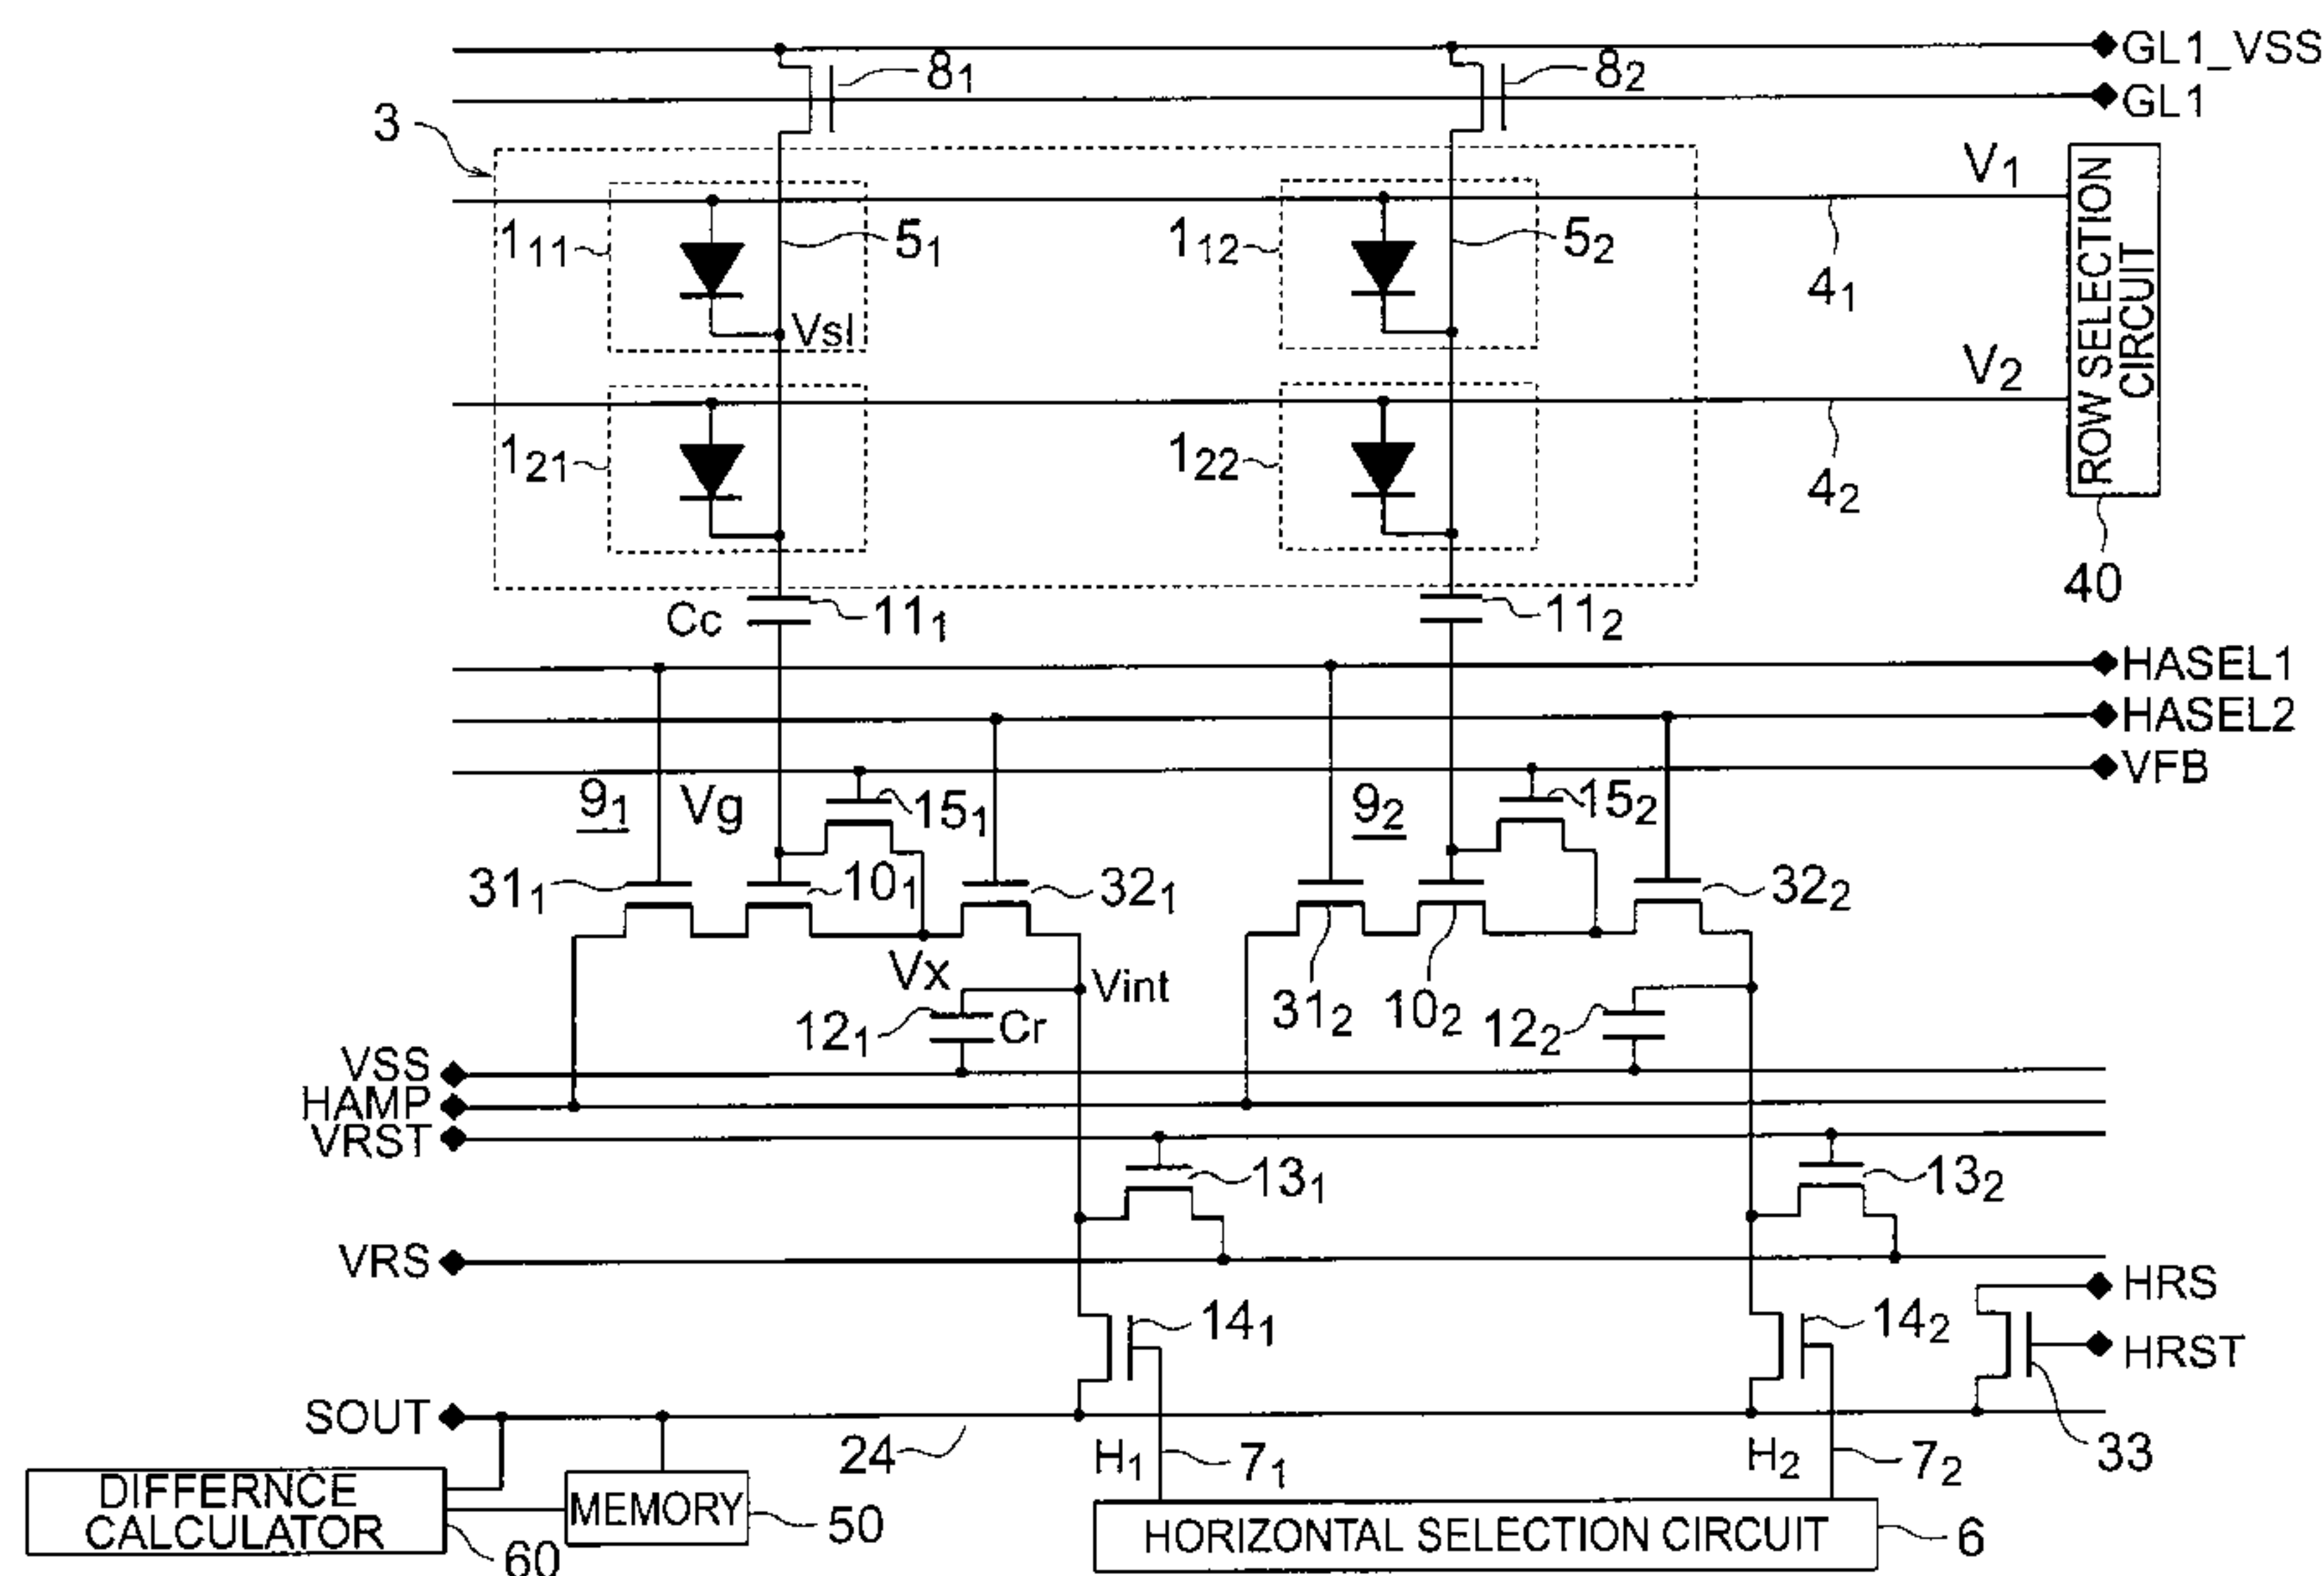 8₁
8₂
GL1_VSS
GL1
3
V₁
1₁₁
5₁
1₁₂
5₂
4₁
ROW SELECTION
CIRCUIT
Vsl
V₂
1₂₁
1₂₂
4₂
40
Cc
11₁
11₂
HASEL1
HASEL2
VFB
9₁
Vg
15₁
9₂
15₂
31₁
10₁
32₁
32₂
Vx
Vint
31₂
10₂
12₁
Cr
12₂
VSS
HAMP
VRST
13₁
13₂
VRS
HRS
14₁
14₂
HRST
SOUT
24
H₁
7₁
H₂
7₂
33
DIFFERNCE
CALCULATOR
60
MEMORY
50
HORIZONTAL SELECTION CIRCUIT
6